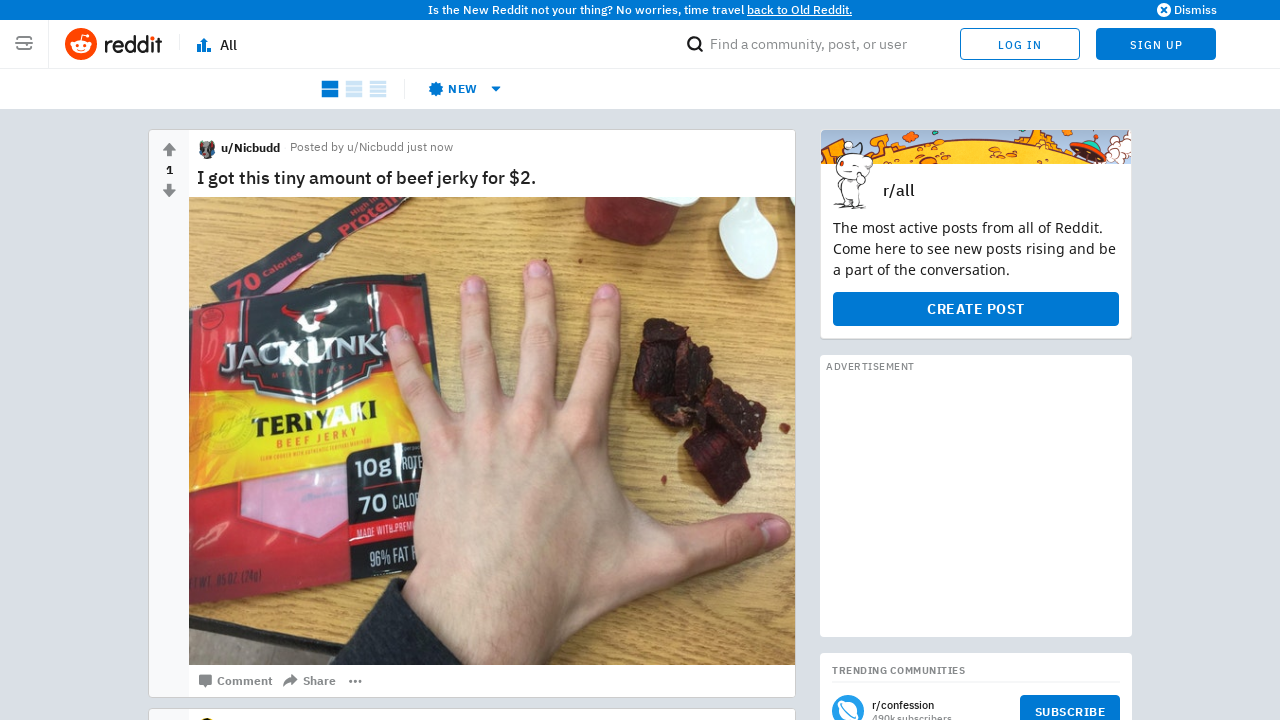 Is the New Reddit not your thing? No worries, time travel back to Old Reddit.
Dismiss
reddit
All
Find a community, post, or user
LOG IN
SIGN UP
NEW
1
u/Nicbudd
Posted by u/Nicbudd just now
I got this tiny amount of beef jerky for $2.
Protein
70 Calories
JACK LINK'S
TERIYAKI
BEEF JERKY
10g
70
MADE WITH
96% FAT
Comment
Share
r/all
The most active posts from all of Reddit.
Come here to see new posts rising and be
a part of the conversation.
CREATE POST
ADVERTISEMENT
TRENDING COMMUNITIES
r/confession
490k subscribers
SUBSCRIBE